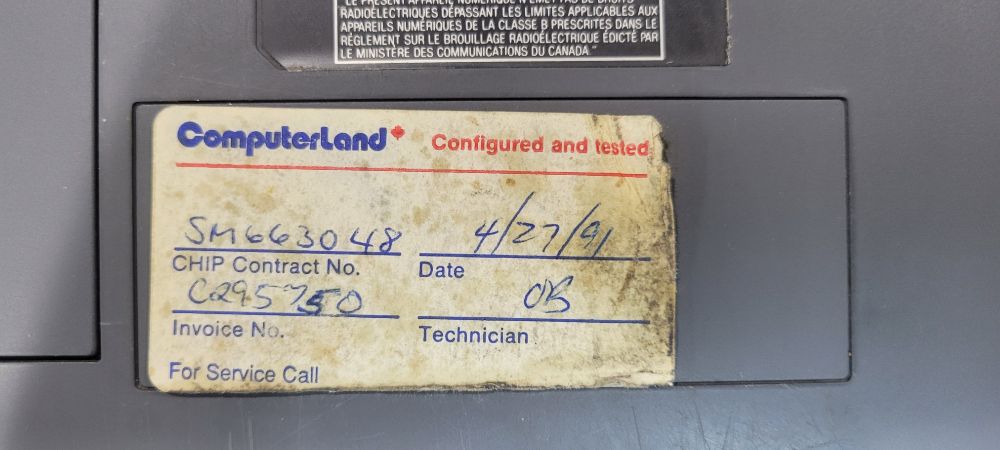 RADIOÉLECTRIQUES DÉPASSANT LES LIMITES APPLICABLES AUX
APPAREILS NUMÉRIQUES DE LA CLASSE B PRESCRITES DANS LE
RÈGLEMENT SUR LE BROUILLAGE RADIOÉLECTRIQUE ÉDICTÉ PAR
LE MINISTÈRE DES COMMUNICATIONS DU CANADA."
ComputerLand Configured and tested
SM663048 4/27/91
CHIP Contract No. Date
C295750 OB
Invoice No. Technician
For Service Call